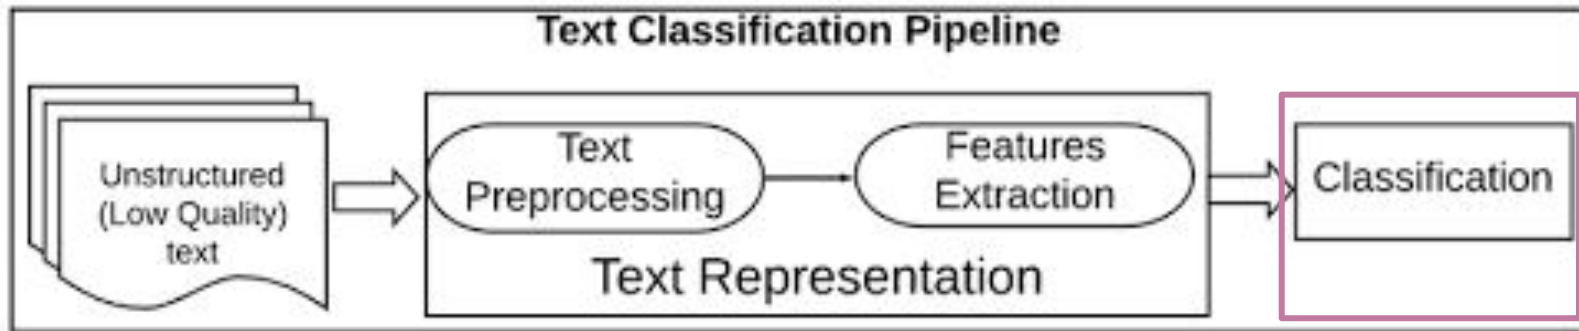 Text Classification Pipeline
Unstructured
(Low Quality)
text
Text
Preprocessing
Features
Extraction
Text Representation
Classification